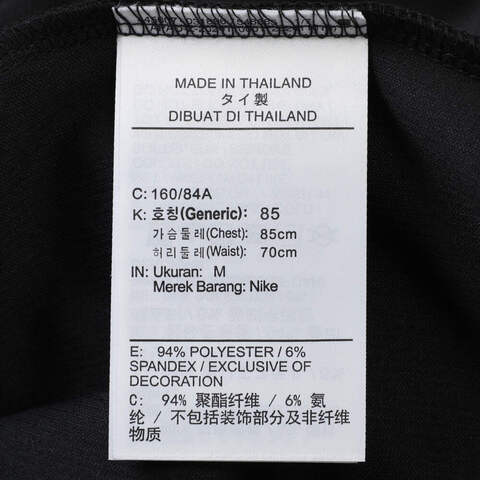 MADE IN THAILAND
タイ製
DIBUAT DI THAILAND
C: 160/84A
K: 호칭(Generic): 85
가슴둘레(Chest): 85cm
허리둘레(Waist): 70cm
IN: Ukuran: M
Merek Barang: Nike
E: 94% POLYESTER / 6%
SPANDEX / EXCLUSIVE OF
DECORATION
C: 94% 聚酯纤维 / 6% 氨
纶 / 不包括装饰部分及非纤维
物质